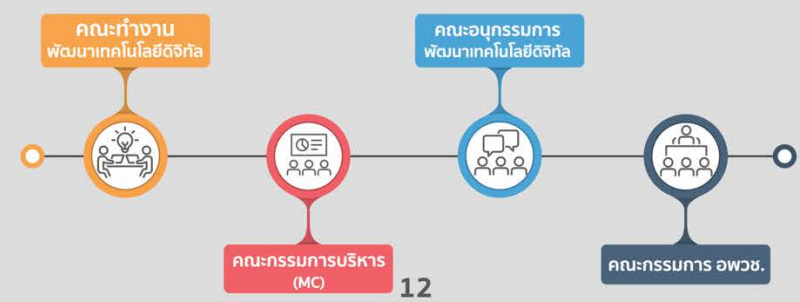 คณะทำงาน
พัฒนาเทคโนโลยีดิจิทัล
คณะอนุกรรมการ
พัฒนาเทคโนโลยีดิจิทัล
คณะกรรมการบริหาร
(MC)
คณะกรรมการ อพวช.
12